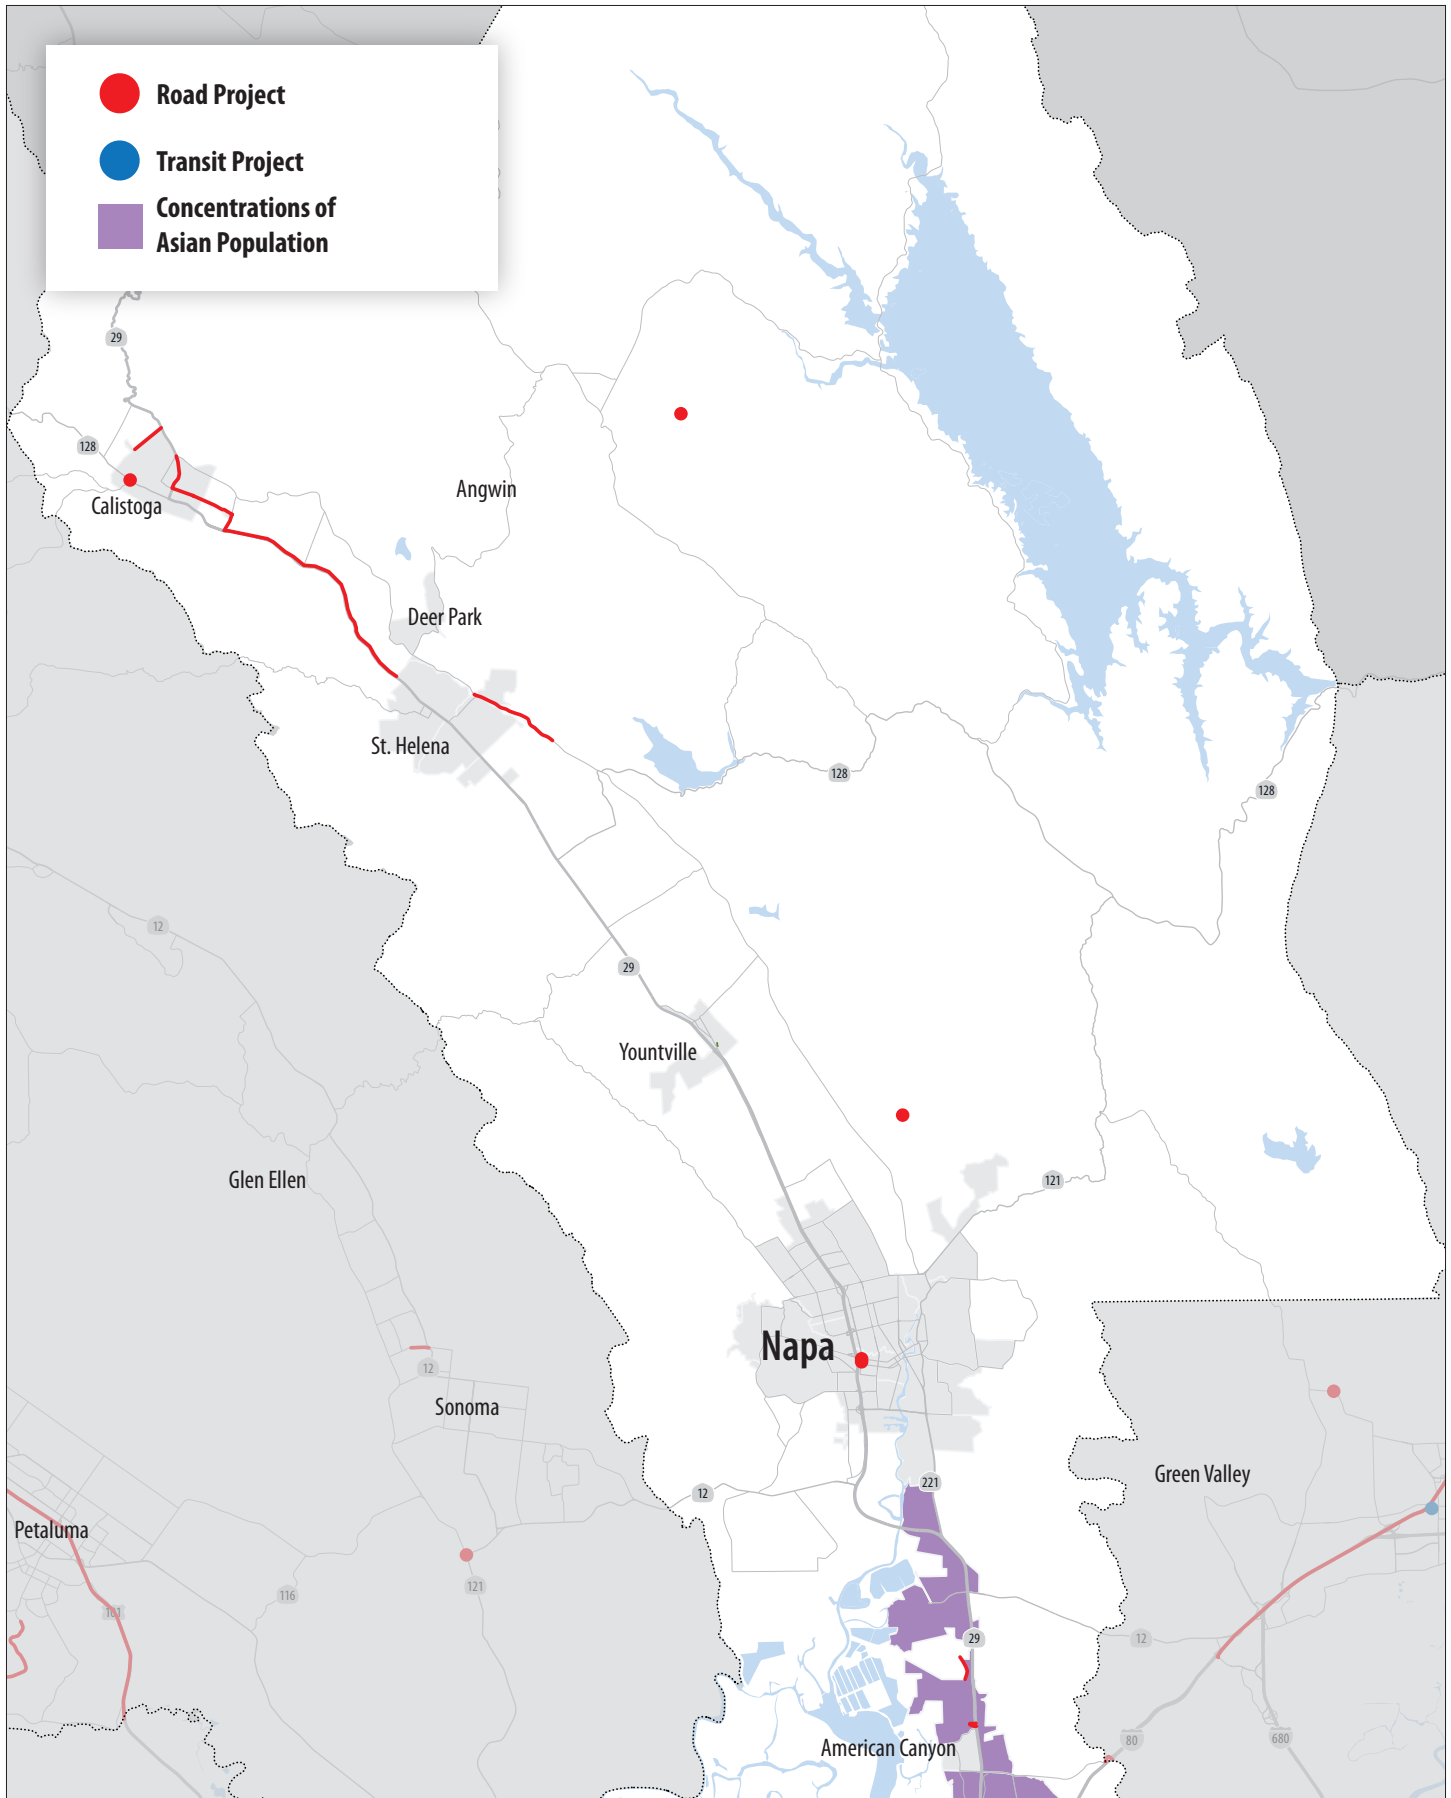 Road Project
Transit Project
Concentrations of
Asian Population
29
128
Calistoga
Angwin
Deer Park
St. Helena
128
128
12
29
Yountville
Glen Ellen
121
Napa
12
Sonoma
Green Valley
12
221
Petaluma
121
116
101
29
12
American Canyon
80
680